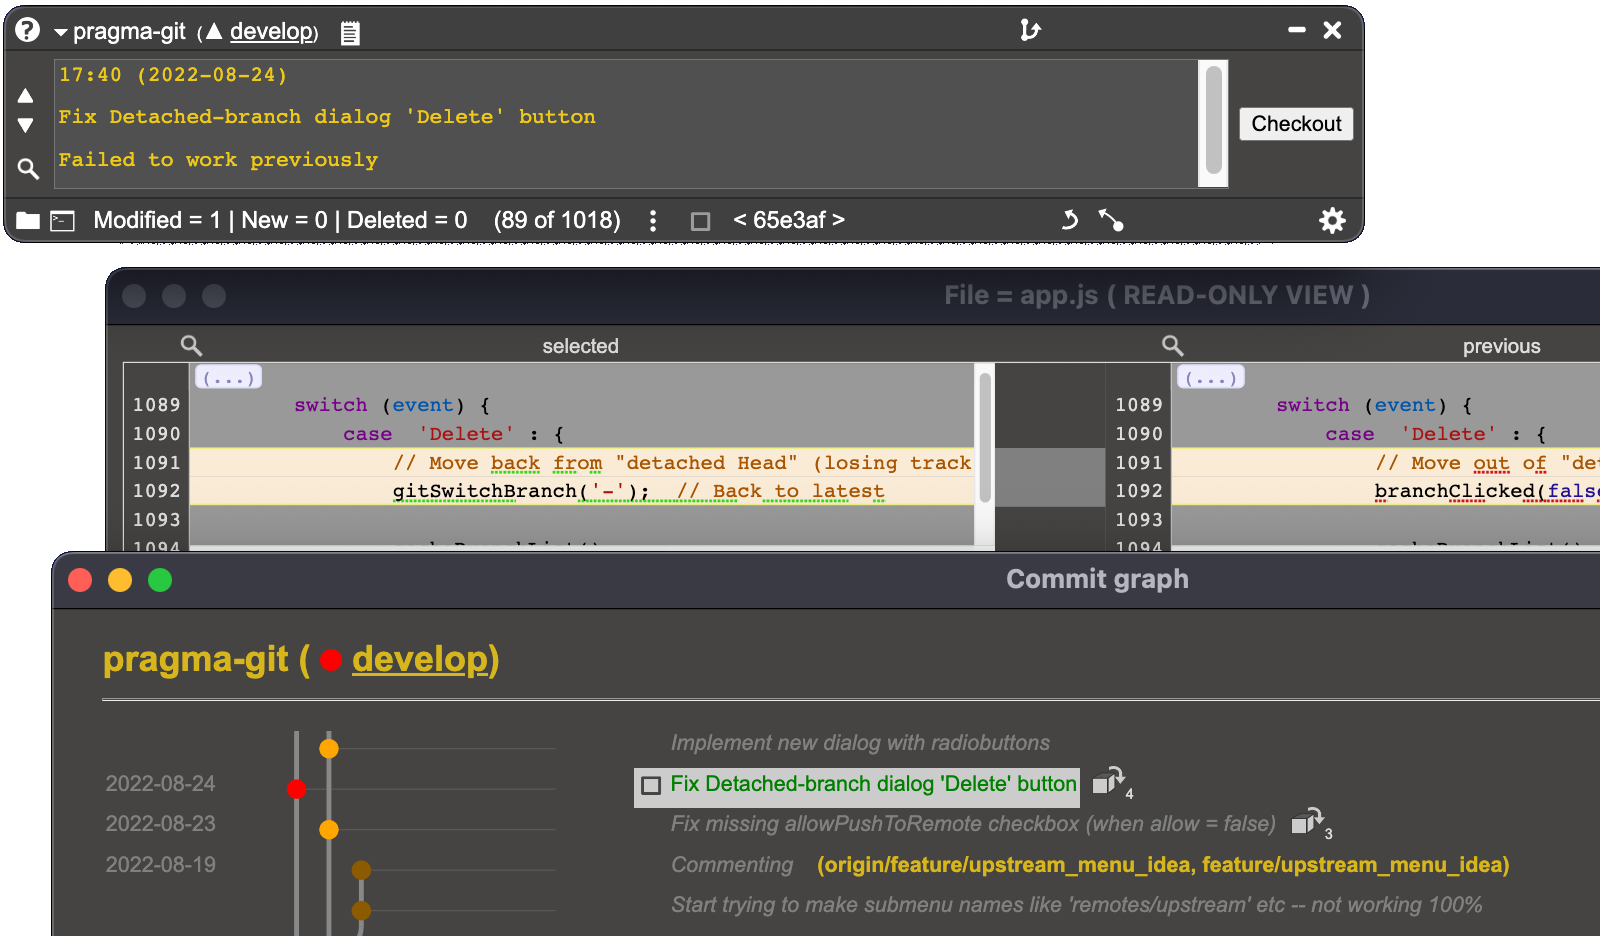 pragma-git (▲ develop)
17:40 (2022-08-24)
Fix Detached-branch dialog 'Delete' button
Failed to work previously
Checkout
Modified = 1 | New = 0 | Deleted = 0 (89 of 1018) < 65e3af >
File = app.js ( READ-ONLY VIEW )
selected previous
(...) (...)
1089 switch (event) { 1089 switch (event) {
1090 case 'Delete' : { 1090 case 'Delete' : {
1091 // Move back from "detached Head" (losing track 1091 // Move out of "de
1092 gitSwitchBranch('-'); // Back to latest 1092 branchClicked(fals
1093 1093
1094 1094
Commit graph
pragma-git ( develop)
Implement new dialog with radiobuttons
2022-08-24 Fix Detached-branch dialog 'Delete' button 4
2022-08-23 Fix missing allowPushToRemote checkbox (when allow = false) 3
2022-08-19 Commenting (origin/feature/upstream_menu_idea, feature/upstream_menu_idea)
Start trying to make submenu names like 'remotes/upstream' etc -- not working 100%